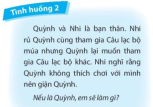 Tình huống 2
Quỳnh và Nhi là bạn thân. Nhi
rủ Quỳnh cùng tham gia Câu lạc bộ
múa nhưng Quỳnh lại muốn tham
gia Câu lạc bộ khác. Nhi nghĩ rằng
Quỳnh không thích chơi với mình
nên giận Quỳnh.
Nếu là Quỳnh, em sẽ làm gì?